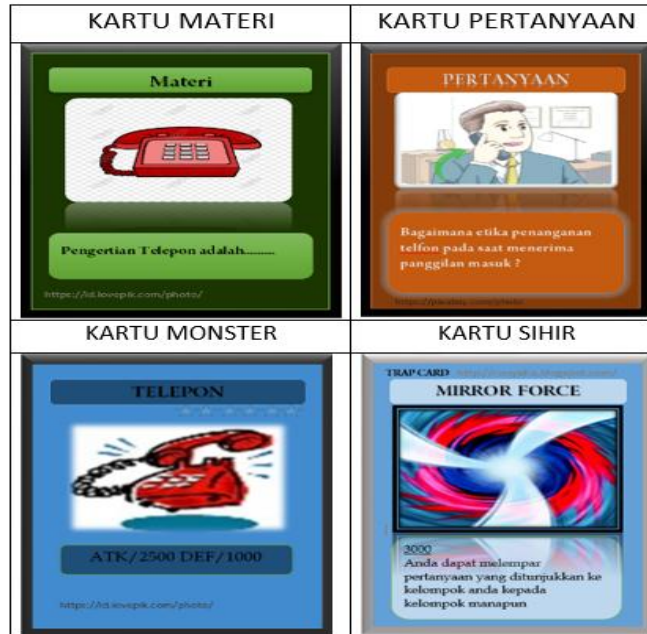 KARTU MATERI
KARTU PERTANYAAN
Materi
Pengertian Telepon adalah.........
https://id.lovepik.com/photo/
PERTANYAAN
Bagaimana etika penanganan
telfon pada saat menerima
panggilan masuk ?
KARTU MONSTER
KARTU SIHIR
TELEPON
ATK/2500 DEF/1000
https://id.lovepik.com/photo/
TRAP CARD
MIRROR FORCE
3000
Anda dapat melempar
pertanyaan yang ditunjukkan ke
kelompok anda kepada
kelompok manapun